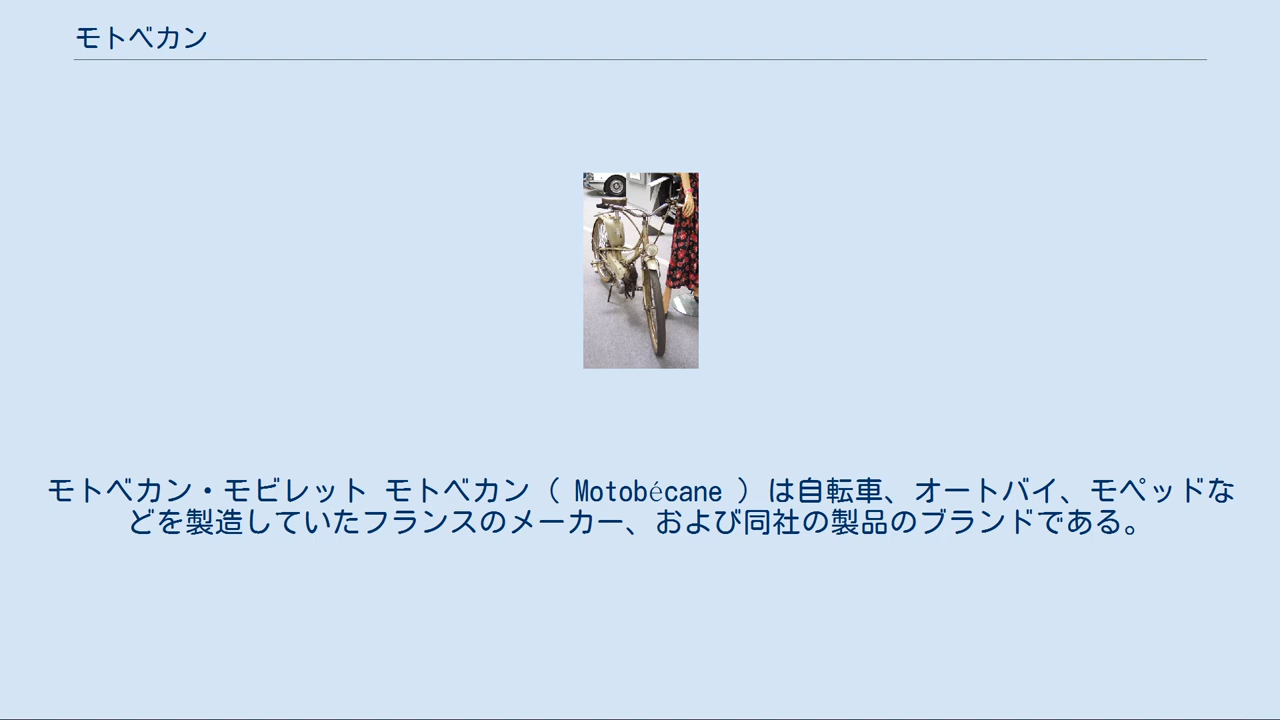 モトベカン
モトベカン・モビレット モトベカン（ Motobécane ）は自転車、オートバイ、モペッドな
どを製造していたフランスのメーカー、および同社の製品のブランドである。